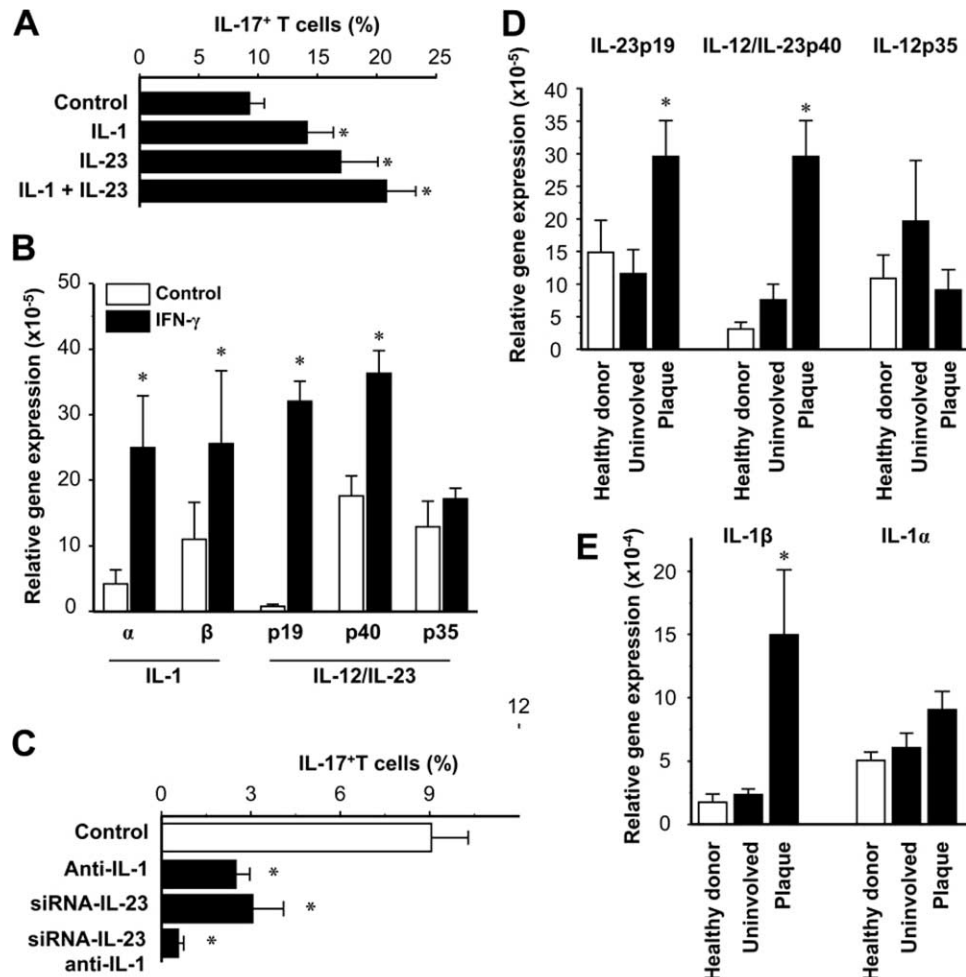 A
IL-17+ T cells (%)
0 5 10 15 20 25
Control
IL-1
IL-23
IL-1 + IL-23
*
*
*
B
Relative gene expression (x10-5)
50
40
30
20
10
0
Control
IFN-γ
* * * *
α β p19 p40 p35
IL-1 IL-12/IL-23
12
C
IL-17+T cells (%)
0 3 6 9
Control
Anti-IL-1
siRNA-IL-23
siRNA-IL-23
anti-IL-1
*
*
*
D
IL-23p19 IL-12/IL-23p40 IL-12p35
Relative gene expression (x10-5)
40
35
30
25
20
15
10
5
0
* *
Healthy donor
Uninvolved
Plaque
Healthy donor
Uninvolved
Plaque
Healthy donor
Uninvolved
Plaque
E
IL-1β IL-1α
Relative gene expression (x10-4)
20
15
10
5
0
*
Healthy donor
Uninvolved
Plaque
Healthy donor
Uninvolved
Plaque